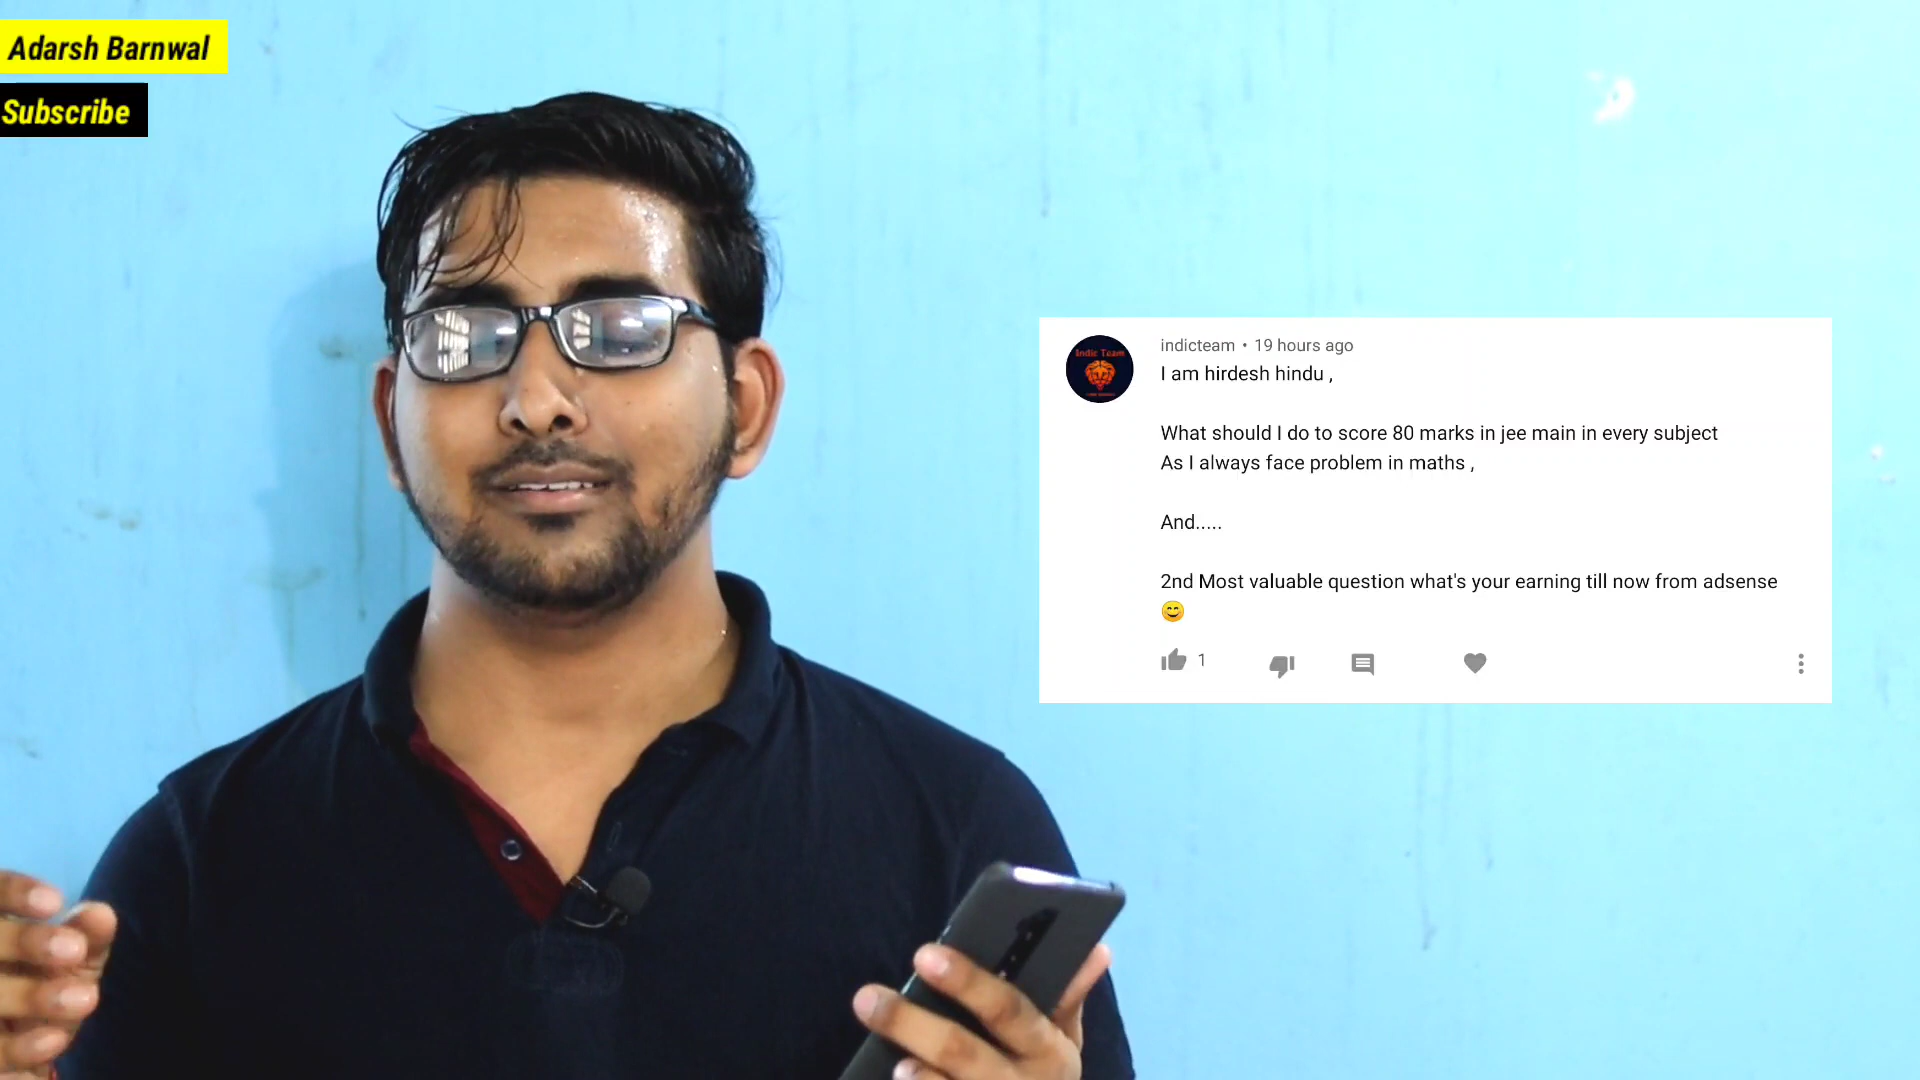 Adarsh Barnwal
Subscribe
Indic Team
indicteam • 19 hours ago
I am hirdesh hindu ,
What should I do to score 80 marks in jee main in every subject
As I always face problem in maths ,
And.....
2nd Most valuable question what's your earning till now from adsense
😊
1